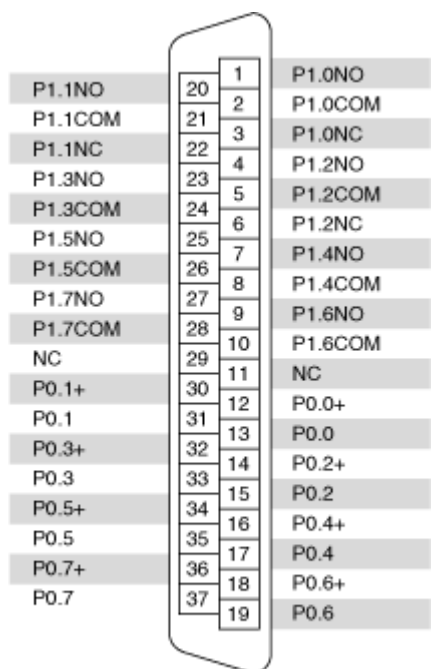 1 P1.0NO
P1.1NO 20
2 P1.0COM
P1.1COM 21
3 P1.0NC
P1.1NC 22
4 P1.2NO
P1.3NO 23
5 P1.2COM
P1.3COM 24
6 P1.2NC
P1.5NO 25
7 P1.4NO
P1.5COM 26
8 P1.4COM
P1.7NO 27
9 P1.6NO
P1.7COM 28
10 P1.6COM
NC 29
11 NC
P0.1+ 30
12 P0.0+
P0.1 31
13 P0.0
P0.3+ 32
14 P0.2+
P0.3 33
15 P0.2
P0.5+ 34
16 P0.4+
P0.5 35
17 P0.4
P0.7+ 36
18 P0.6+
P0.7 37
19 P0.6